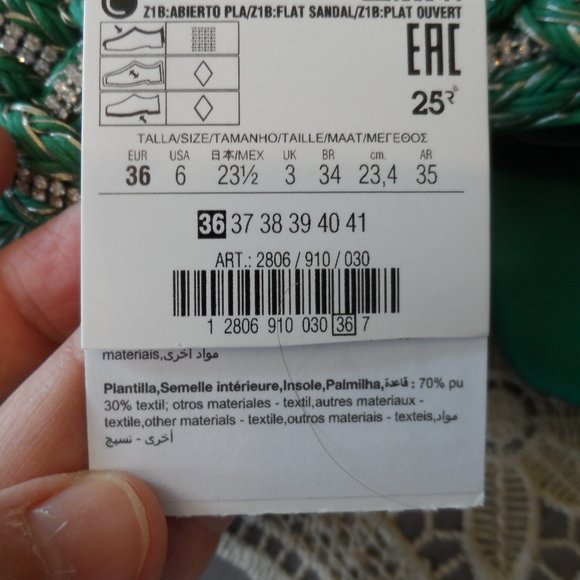 Z1B:ABIERTO PLA/Z1B:FLAT SANDAL/Z1B:PLAT OUVERT
EAC
25
TALLA/SIZE/TAMANHO/TAILLE/MAAT/ΜΕΓΕΘΟΣ
EUR USA 日本/MEX UK BR cm. AR
36 6 23½ 3 34 23,4 35
36 37 38 39 40 41
ART.: 2806 / 910 / 030
1 2806 910 030 36 7
materiais,مواد أخرى
Plantilla,Semelle intérieure,Insole,Palmilha,قاعدة : 70% pu
30% textil; otros materiales - textil,autres materiaux -
textile,other materials - textile,outros materiais - texteis,مواد
أخرى - نسيج